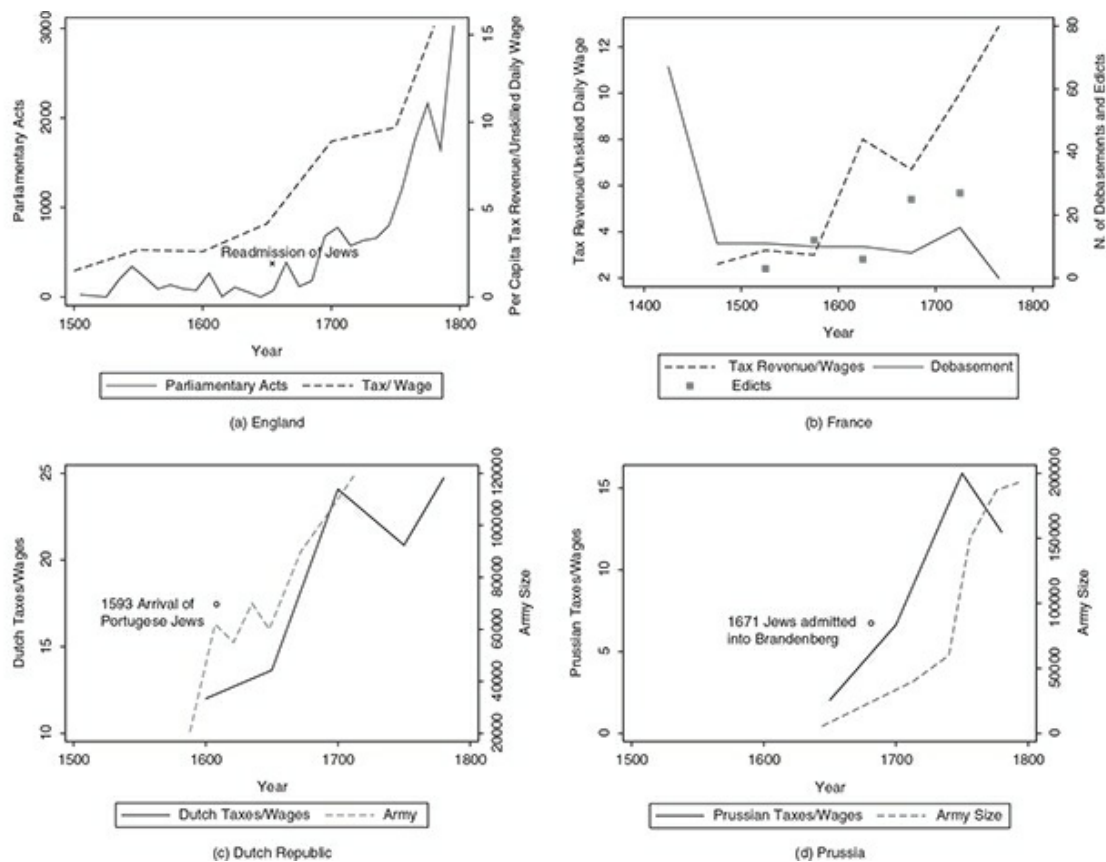 3000
2000
1000
0
Parliamentary Acts
Readmission of Jews
15
10
5
0
Per Capita Tax Revenue/Unskilled Daily Wage
1500 1600 1700 1800
Year
Parliamentary Acts Tax/ Wage
(a) England
12
10
8
6
4
2
Tax Revenue/Unskilled Daily Wage
80
60
40
20
0
N. of Debasements and Edicts
1400 1500 1600 1700 1800
Year
Tax Revenue/Wages Debasement
Edicts
(b) France
25
20
15
10
Dutch Taxes/Wages
1593 Arrival of
Portugese Jews
120000
100000
80000
60000
40000
20000
Army Size
1500 1600 1700 1800
Year
Dutch Taxes/Wages Army
(c) Dutch Republic
15
10
5
0
Prussian Taxes/Wages
1671 Jews admitted
into Brandenberg
200000
150000
100000
50000
0
Army Size
1500 1600 1700 1800
Year
Prussian Taxes/Wages Army Size
(d) Prussia